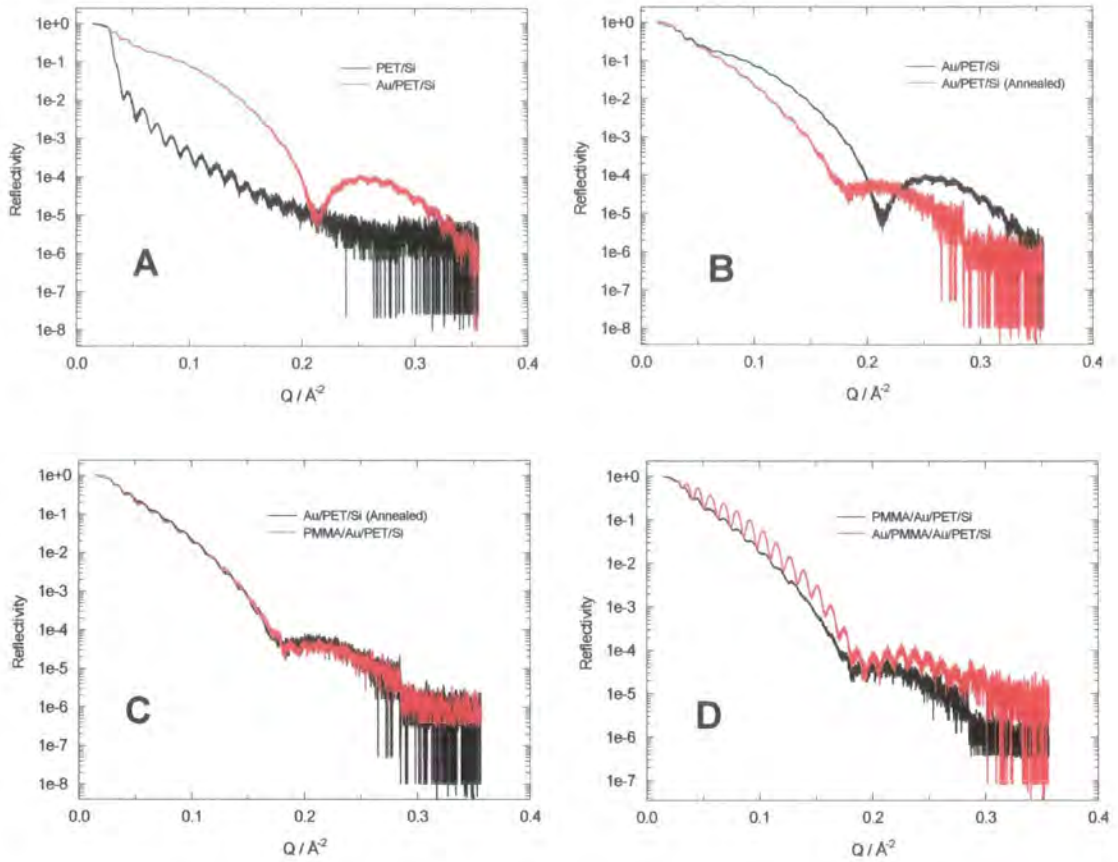 1e+0
1e-1
1e-2
1e-3
1e-4
1e-5
1e-6
1e-7
1e-8
Reflectivity
PET/Si
Au/PET/Si
A
0.0 0.1 0.2 0.3 0.4
Q / Å-2
1e+0
1e-1
1e-2
1e-3
1e-4
1e-5
1e-6
1e-7
1e-8
Reflectivity
Au/PET/Si
Au/PET/Si (Annealed)
B
0.0 0.1 0.2 0.3 0.4
Q / Å-2
1e+0
1e-1
1e-2
1e-3
1e-4
1e-5
1e-6
1e-7
1e-8
Reflectivity
Au/PET/Si (Annealed)
PMMA/Au/PET/Si
C
0.0 0.1 0.2 0.3 0.4
Q / Å-2
1e+0
1e-1
1e-2
1e-3
1e-4
1e-5
1e-6
1e-7
Reflectivity
PMMA/Au/PET/Si
Au/PMMA/Au/PET/Si
D
0.0 0.1 0.2 0.3 0.4
Q / Å-2